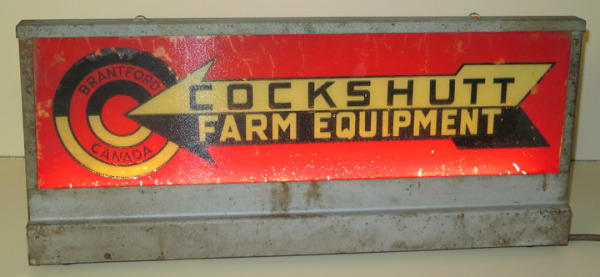 BRANTFORD
CANADA
COCKSHUTT
FARM EQUIPMENT